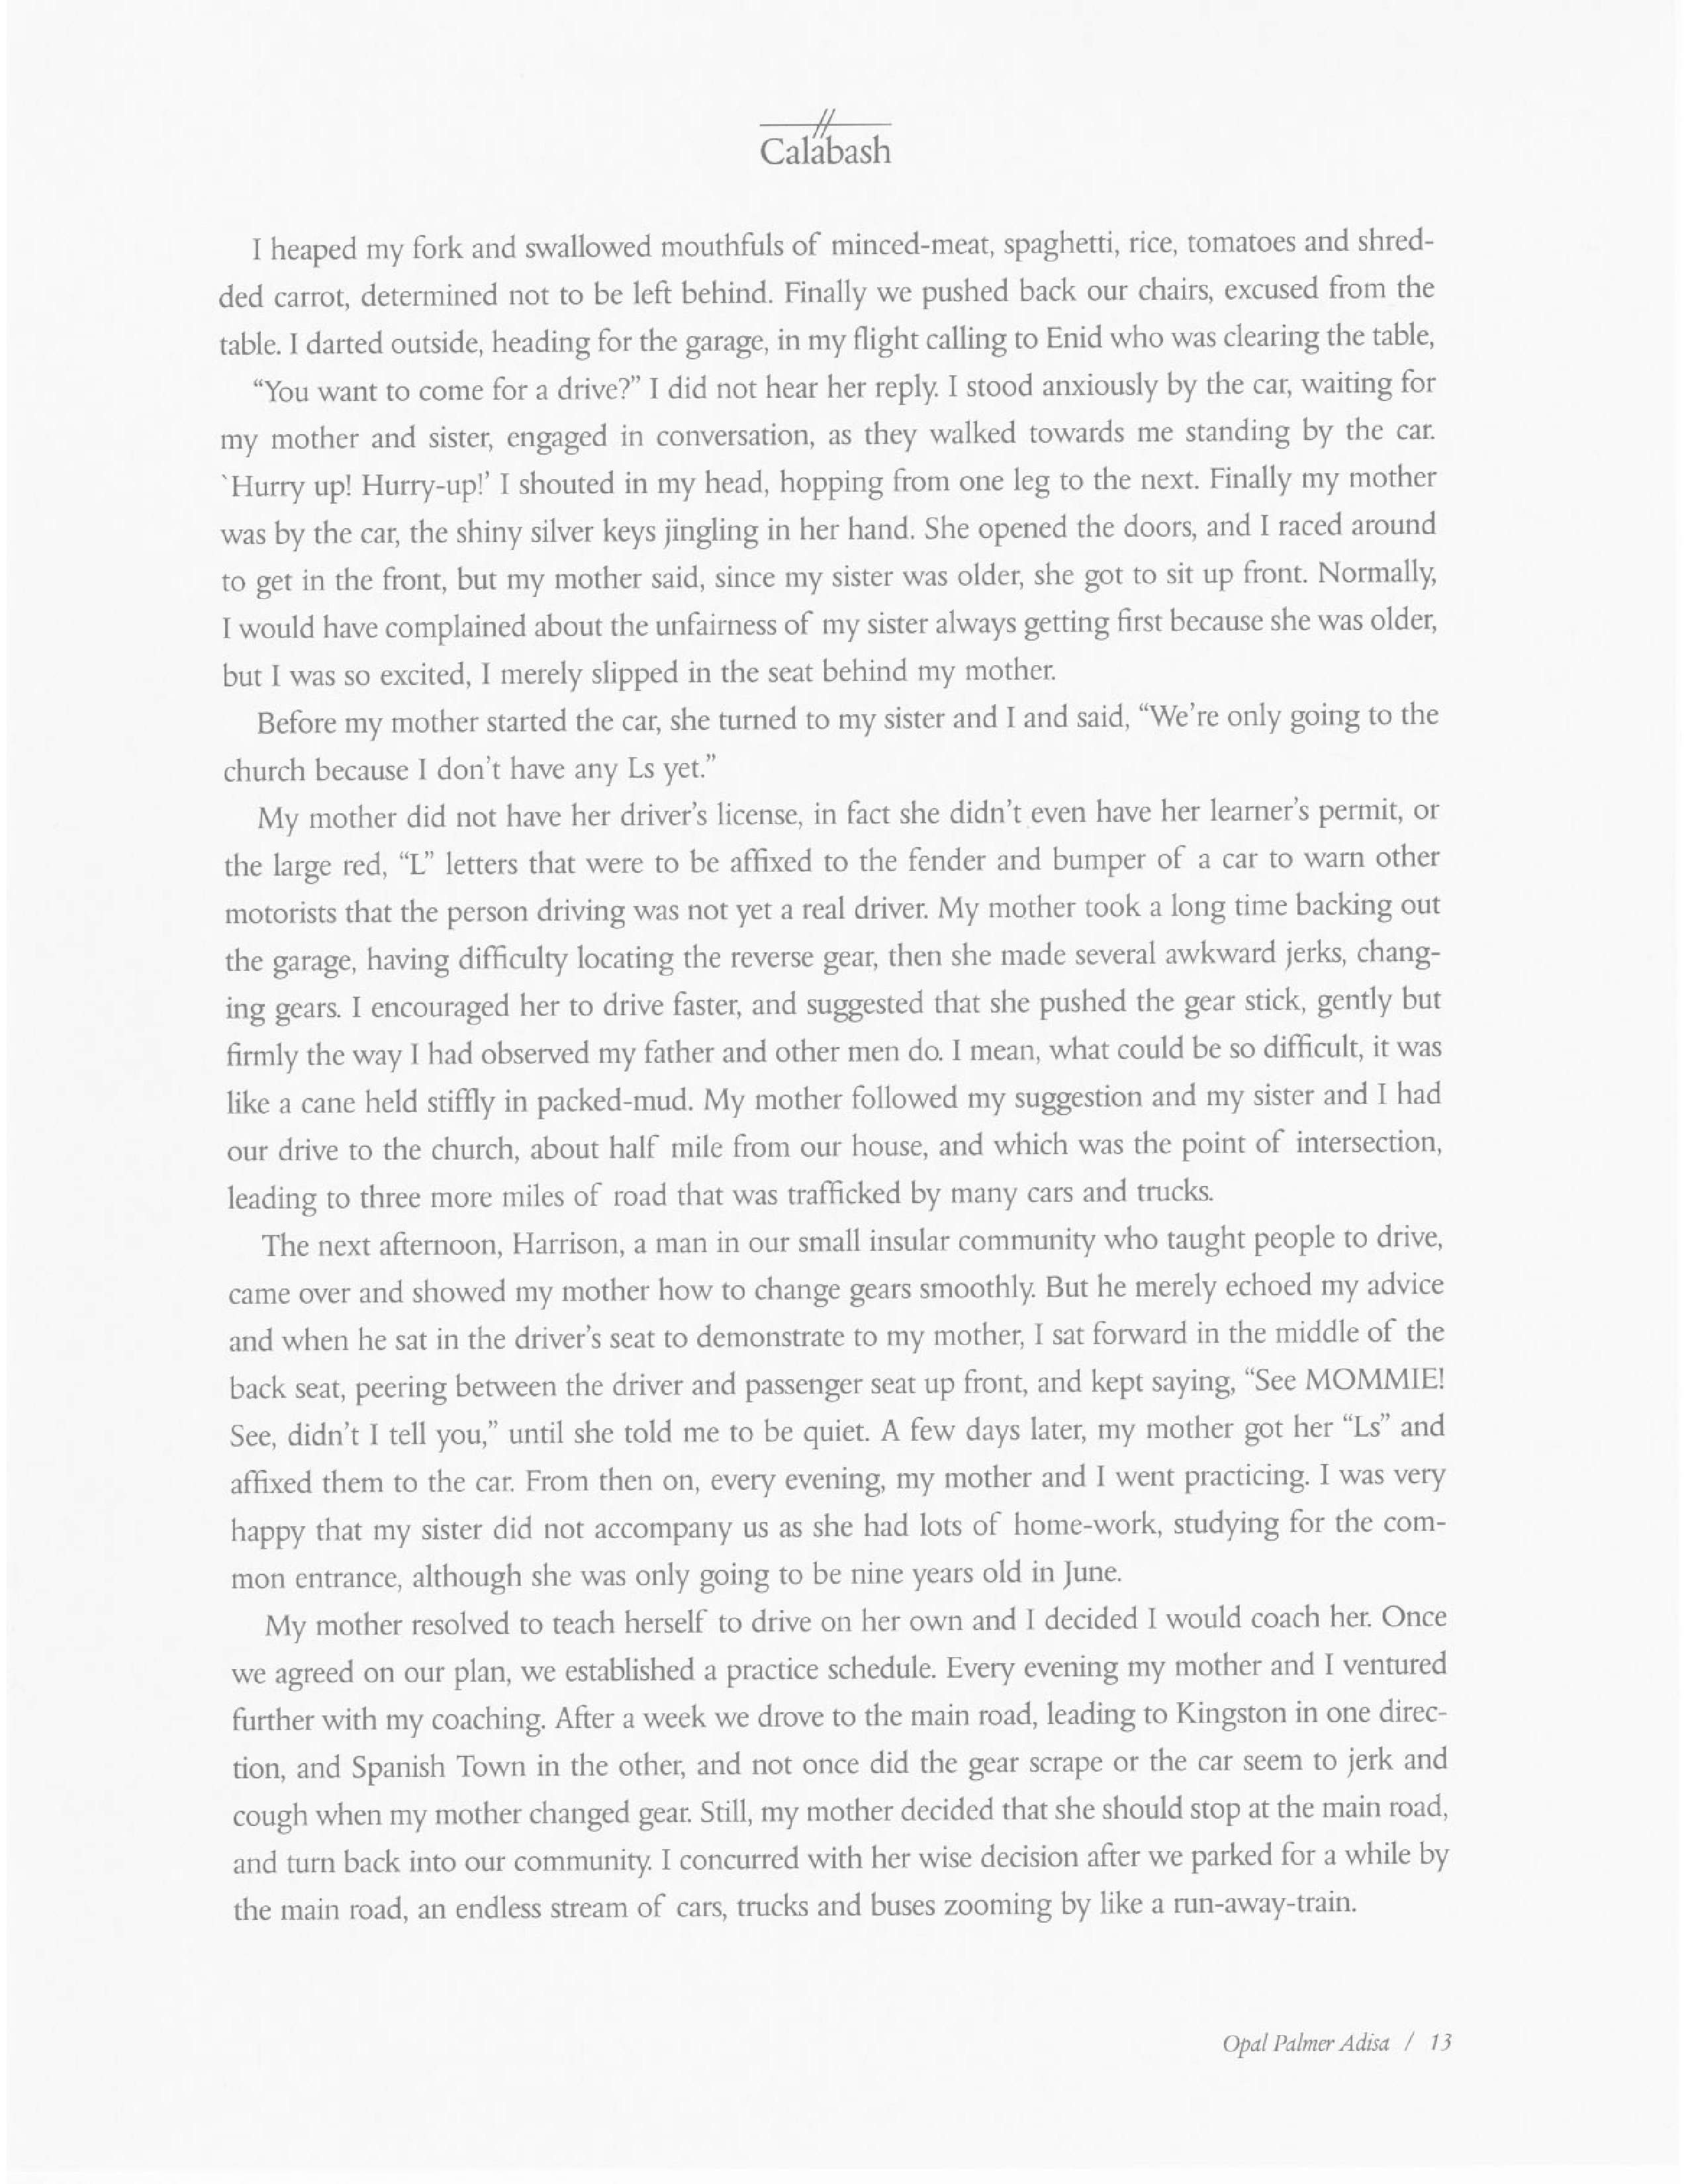 Calabash
I heaped my fork and swallowed mouthfuls of minced-meat, spaghetti, rice, tomatoes and shred-
ded carrot, determined not to be left behind. Finally we pushed back our chairs, excused from the
table. I darted outside, heading for the garage, in my flight calling to Enid who was clearing the table,
“You want to come for a drive?” I did not hear her reply. I stood anxiously by the car, waiting for
my mother and sister, engaged in conversation, as they walked towards me standing by the car.
`Hurry up! Hurry-up!’ I shouted in my head, hopping from one leg to the next. Finally my mother
was by the car, the shiny silver keys jingling in her hand. She opened the doors, and I raced around
to get in the front, but my mother said, since my sister was older, she got to sit up front. Normally,
I would have complained about the unfairness of my sister always getting first because she was older,
but I was so excited, I merely slipped in the seat behind my mother.
Before my mother started the car, she turned to my sister and I and said, “We’re only going to the
church because I don’t have any Ls yet.”
My mother did not have her driver’s license, in fact she didn’t even have her learner’s permit, or
the large red, “L” letters that were to be affixed to the fender and bumper of a car to warn other
motorists that the person driving was not yet a real driver. My mother took a long time backing out
the garage, having difficulty locating the reverse gear, then she made several awkward jerks, chang-
ing gears. I encouraged her to drive faster, and suggested that she pushed the gear stick, gently but
firmly the way I had observed my father and other men do. I mean, what could be so difficult, it was
like a cane held stiffly in packed-mud. My mother followed my suggestion and my sister and I had
our drive to the church, about half mile from our house, and which was the point of intersection,
leading to three more miles of road that was trafficked by many cars and trucks.
The next afternoon, Harrison, a man in our small insular community who taught people to drive,
came over and showed my mother how to change gears smoothly. But he merely echoed my advice
and when he sat in the driver’s seat to demonstrate to my mother, I sat forward in the middle of the
back seat, peering between the driver and passenger seat up front, and kept saying, “See MOMMIE!
See, didn’t I tell you,” until she told me to be quiet. A few days later, my mother got her “Ls” and
affixed them to the car. From then on, every evening, my mother and I went practicing. I was very
happy that my sister did not accompany us as she had lots of home-work, studying for the com-
mon entrance, although she was only going to be nine years old in June.
My mother resolved to teach herself to drive on her own and I decided I would coach her. Once
we agreed on our plan, we established a practice schedule. Every evening my mother and I ventured
further with my coaching. After a week we drove to the main road, leading to Kingston in one direc-
tion, and Spanish Town in the other, and not once did the gear scrape or the car seem to jerk and
cough when my mother changed gear. Still, my mother decided that she should stop at the main road,
and turn back into our community. I concurred with her wise decision after we parked for a while by
the main road, an endless stream of cars, trucks and buses zooming by like a run-away-train.
Opal Palmer Adisa / 13